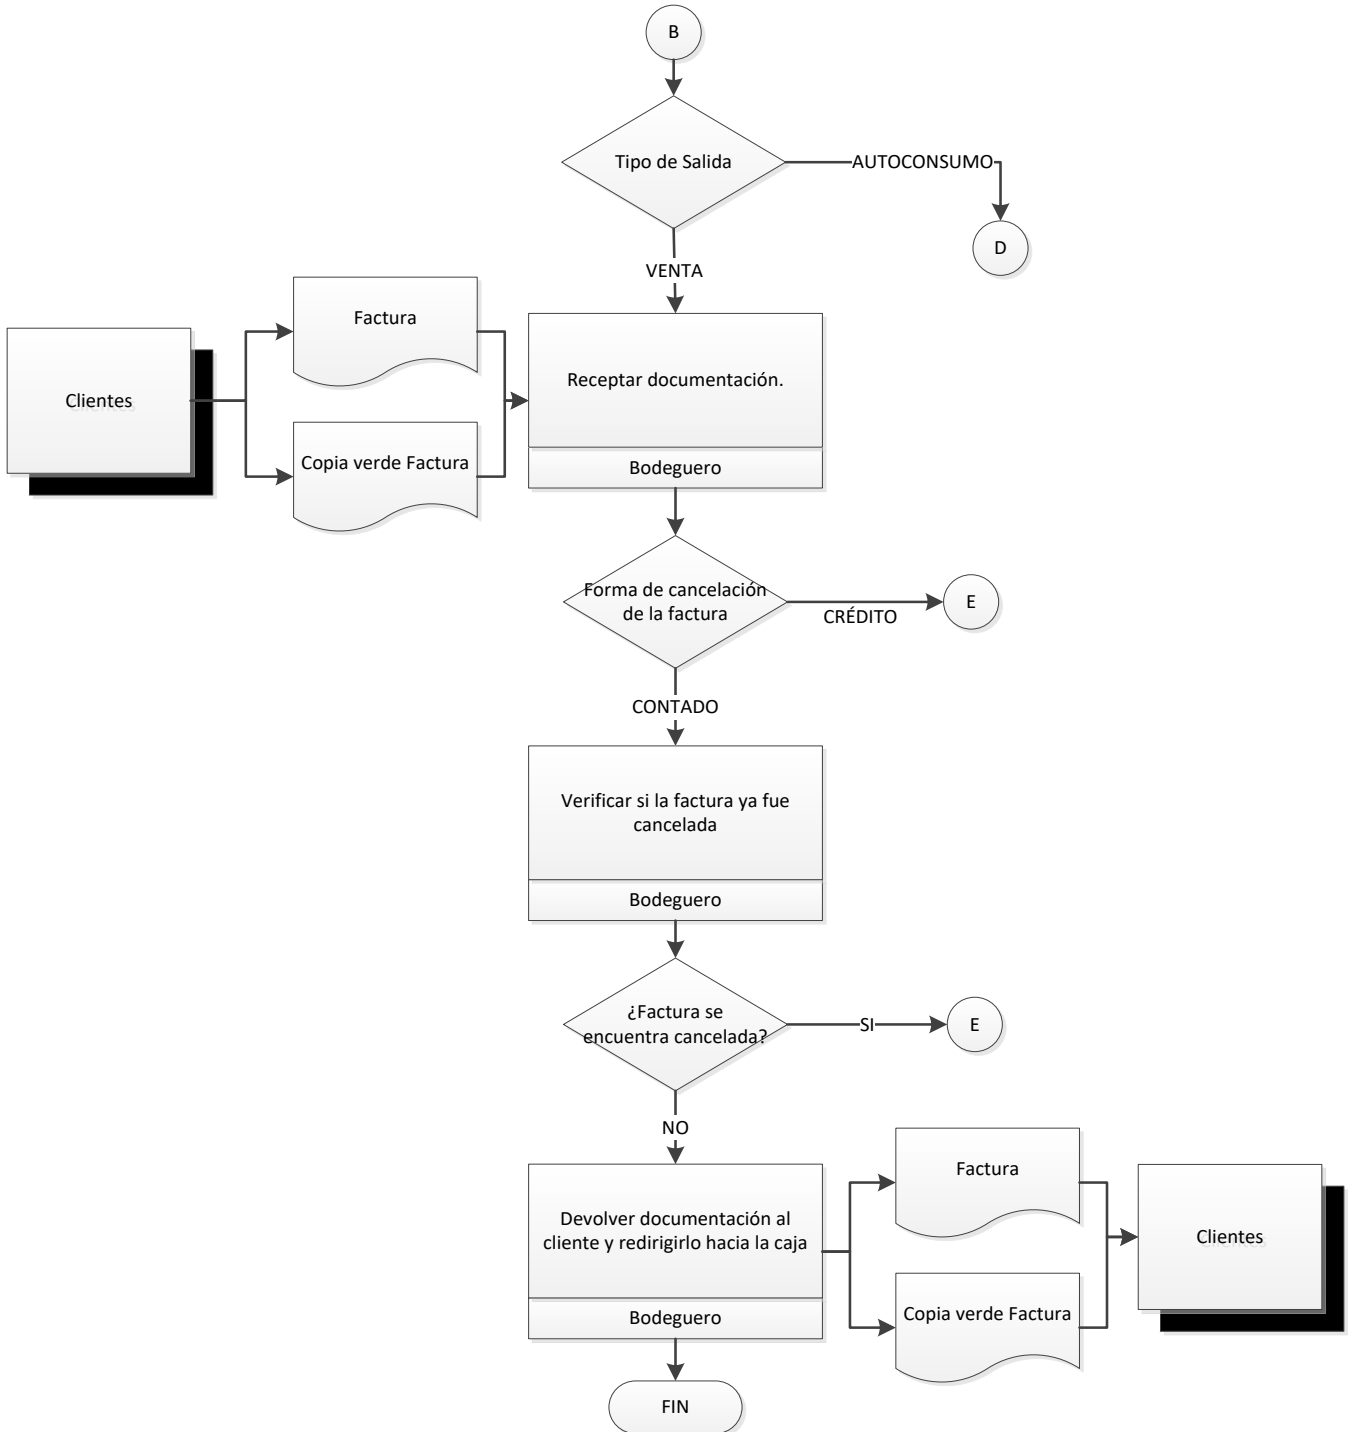 B
Tipo de Salida
AUTOCONSUMO
D
VENTA
Factura
Clientes
Receptar documentación.
Copia verde Factura
Bodeguero
Forma de cancelación
de la factura
CRÉDITO
E
CONTADO
Verificar si la factura ya fue
cancelada
Bodeguero
¿Factura se
encuentra cancelada?
SI
E
NO
Factura
Devolver documentación al
cliente y redirigirlo hacia la caja
Clientes
Copia verde Factura
Bodeguero
FIN